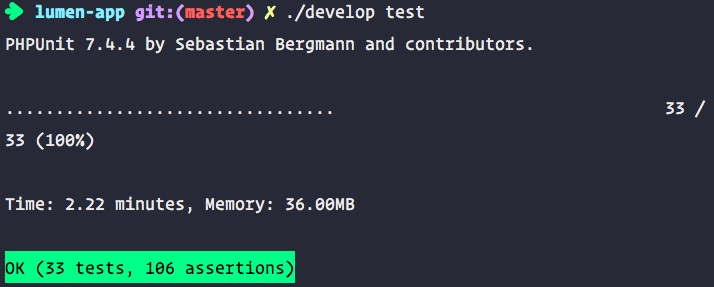 ➜ lumen-app git:(master) ✗ ./develop test
PHPUnit 7.4.4 by Sebastian Bergmann and contributors.
................................. 33 /
33 (100%)
Time: 2.22 minutes, Memory: 36.00MB
OK (33 tests, 106 assertions)